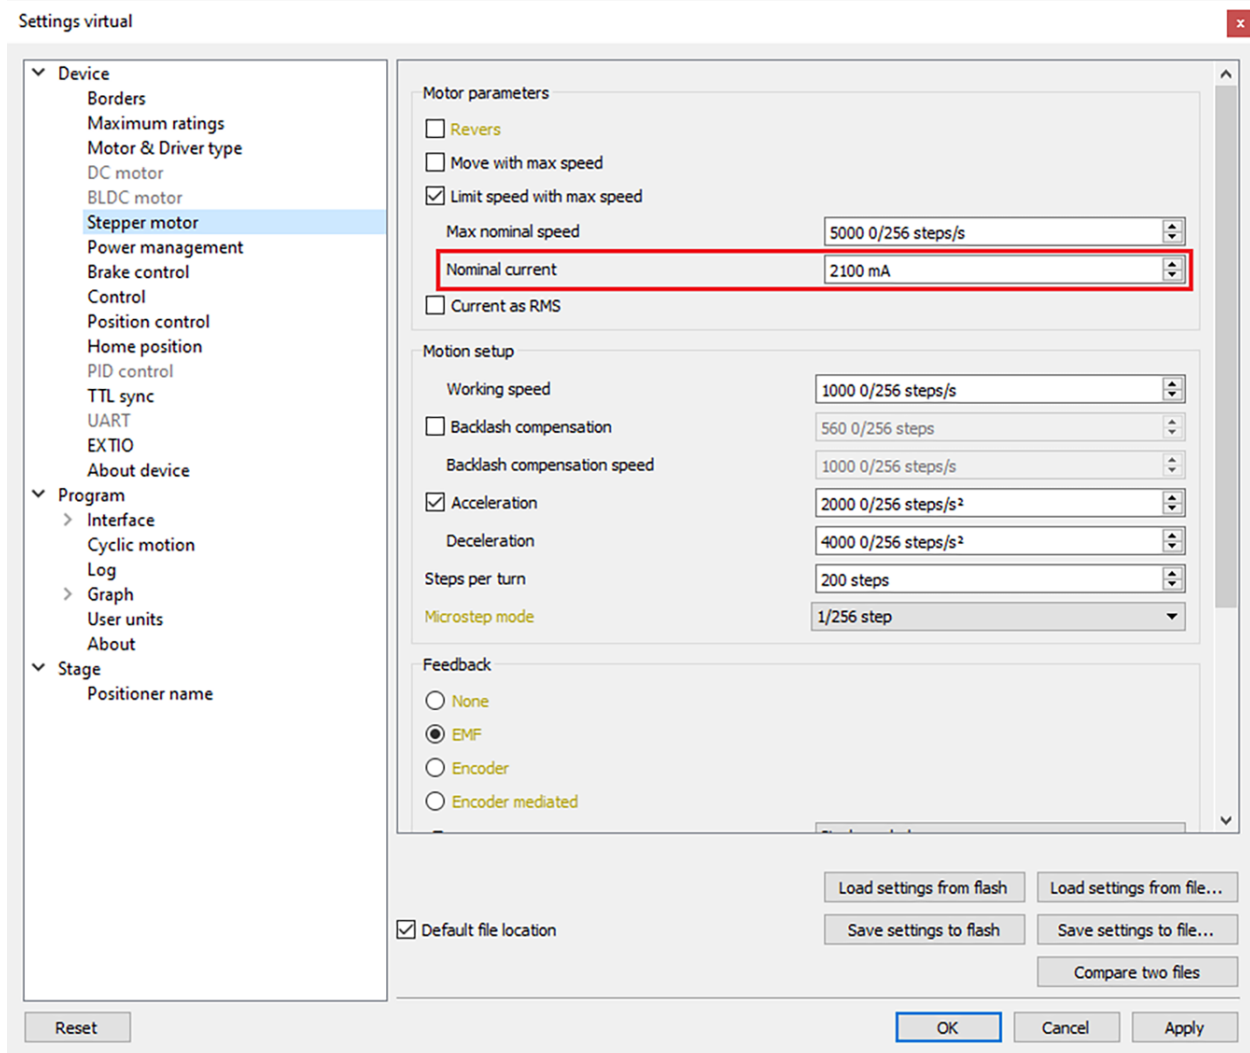 Settings virtual
x
Device
Borders
Maximum ratings
Motor & Driver type
DC motor
BLDC motor
Stepper motor
Power management
Brake control
Control
Position control
Home position
PID control
TTL sync
UART
EXTIO
About device
Program
Interface
Cyclic motion
Log
Graph
User units
About
Stage
Positioner name
Motor parameters
Revers
Move with max speed
Limit speed with max speed
Max nominal speed 5000 0/256 steps/s
Nominal current 2100 mA
Current as RMS
Motion setup
Working speed 1000 0/256 steps/s
Backlash compensation 560 0/256 steps
Backlash compensation speed 1000 0/256 steps/s
Acceleration 2000 0/256 steps/s²
Deceleration 4000 0/256 steps/s²
Steps per turn 200 steps
Microstep mode 1/256 step
Feedback
None
EMF
Encoder
Encoder mediated
Load settings from flash Load settings from file...
Default file location Save settings to flash Save settings to file...
Compare two files
Reset OK Cancel Apply